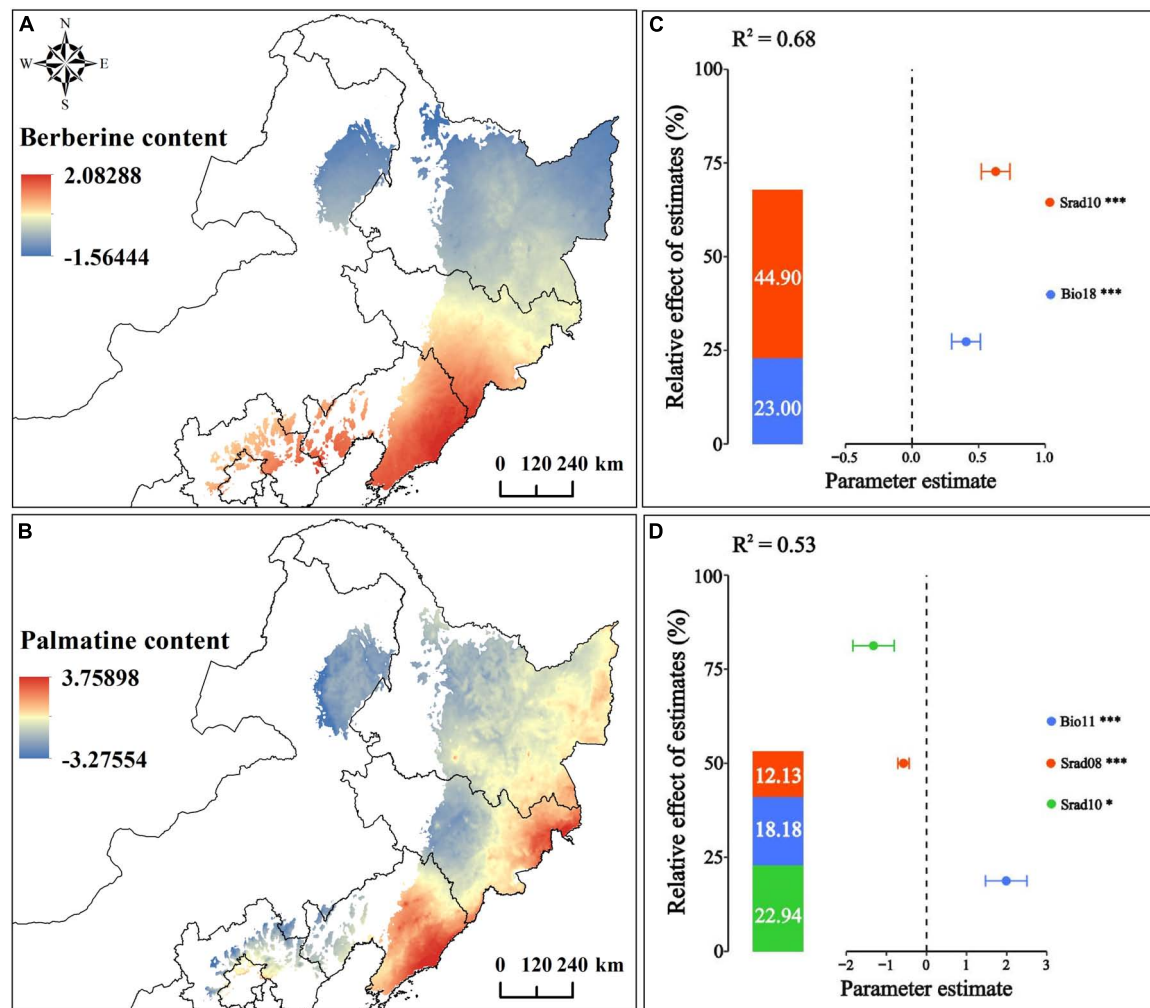 A
N
W E
S
Berberine content
2.08288
-1.56444
0 120 240 km
B
Palmatine content
3.75898
-3.27554
0 120 240 km
C
R² = 0.68
Relative effect of estimates (%)
100
75
50
25
0
44.90
23.00
Srad10 ***
Bio18 ***
−0.5 0.0 0.5 1.0
Parameter estimate
D
R² = 0.53
Relative effect of estimates (%)
100
75
50
25
0
12.13
18.18
22.94
Bio11 ***
Srad08 ***
Srad10 *
−2 −1 0 1 2 3
Parameter estimate